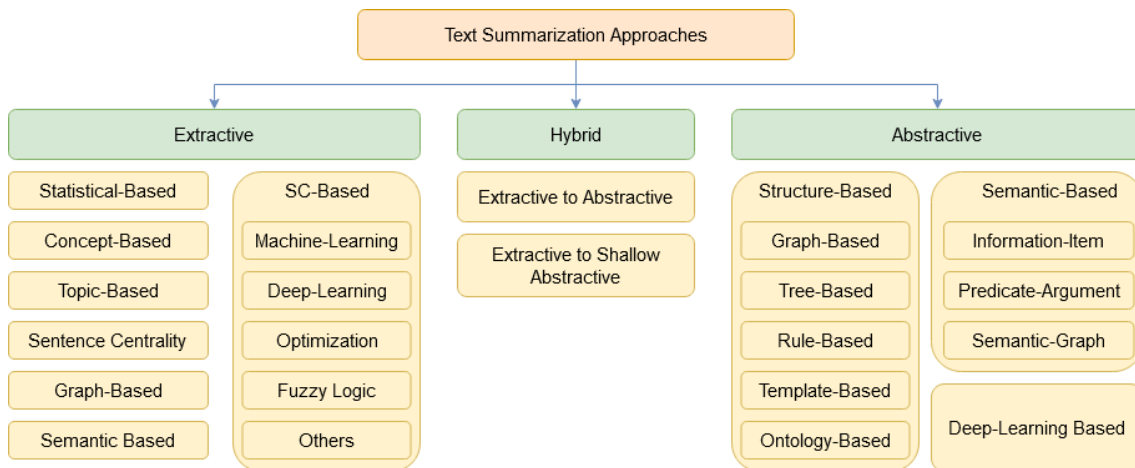 Text Summarization Approaches
Extractive
Statistical-Based
Concept-Based
Topic-Based
Sentence Centrality
Graph-Based
Semantic Based
SC-Based
Machine-Learning
Deep-Learning
Optimization
Fuzzy Logic
Others
Hybrid
Extractive to Abstractive
Extractive to Shallow
Abstractive
Abstractive
Structure-Based
Graph-Based
Tree-Based
Rule-Based
Template-Based
Ontology-Based
Semantic-Based
Information-Item
Predicate-Argument
Semantic-Graph
Deep-Learning Based